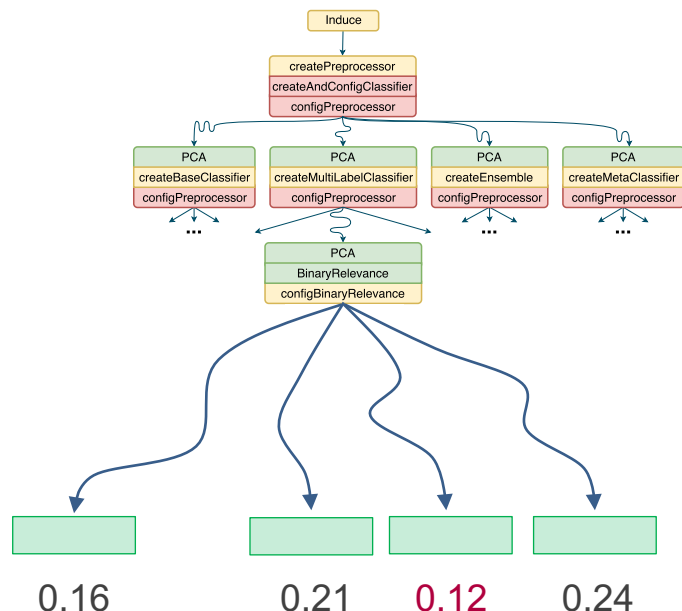 Induce
createPreprocessor
createAndConfigClassifier
configPreprocessor
PCA
createBaseClassifier
configPreprocessor
...
PCA
createMultiLabelClassifier
configPreprocessor
PCA
createEnsemble
configPreprocessor
...
PCA
createMetaClassifier
configPreprocessor
...
PCA
BinaryRelevance
configBinaryRelevance
0.16
0.21
0.12
0.24